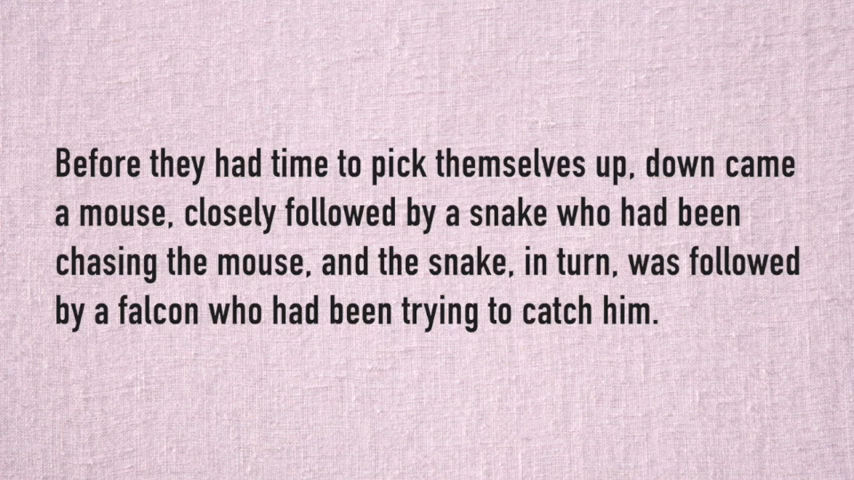 Before they had time to pick themselves up, down came
a mouse, closely followed by a snake who had been
chasing the mouse, and the snake, in turn, was followed
by a falcon who had been trying to catch him.